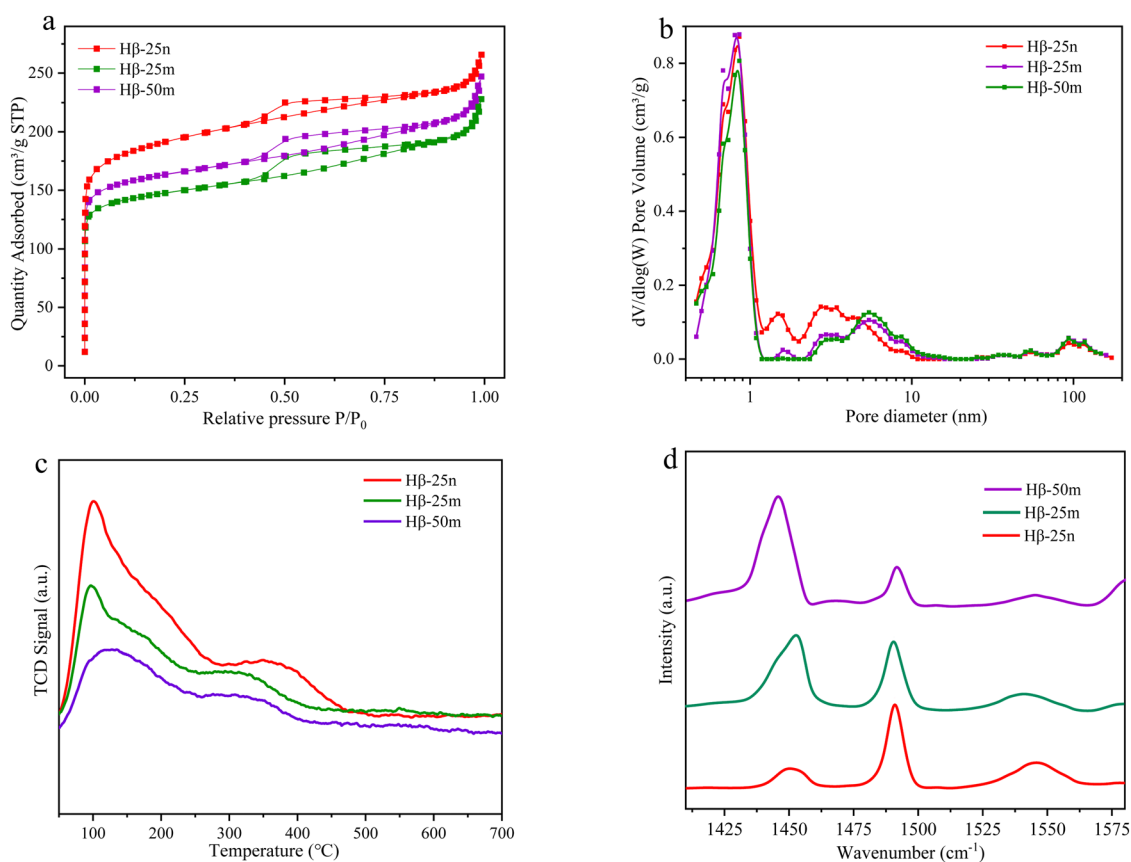 a
Hβ-25n
Hβ-25m
Hβ-50m
Quantity Adsorbed (cm³/g STP)
250
200
150
100
50
0
0.00 0.25 0.50 0.75 1.00
Relative pressure P/P₀
b
Hβ-25n
Hβ-25m
Hβ-50m
dV/dlog(W) Pore Volume (cm³/g)
0.8
0.6
0.4
0.2
0.0
1 10 100
Pore diameter (nm)
c
Hβ-25n
Hβ-25m
Hβ-50m
TCD Signal (a.u.)
100 200 300 400 500 600 700
Temperature (℃)
d
Hβ-50m
Hβ-25m
Hβ-25n
Intensity (a.u.)
1425 1450 1475 1500 1525 1550 1575
Wavenumber (cm⁻¹)